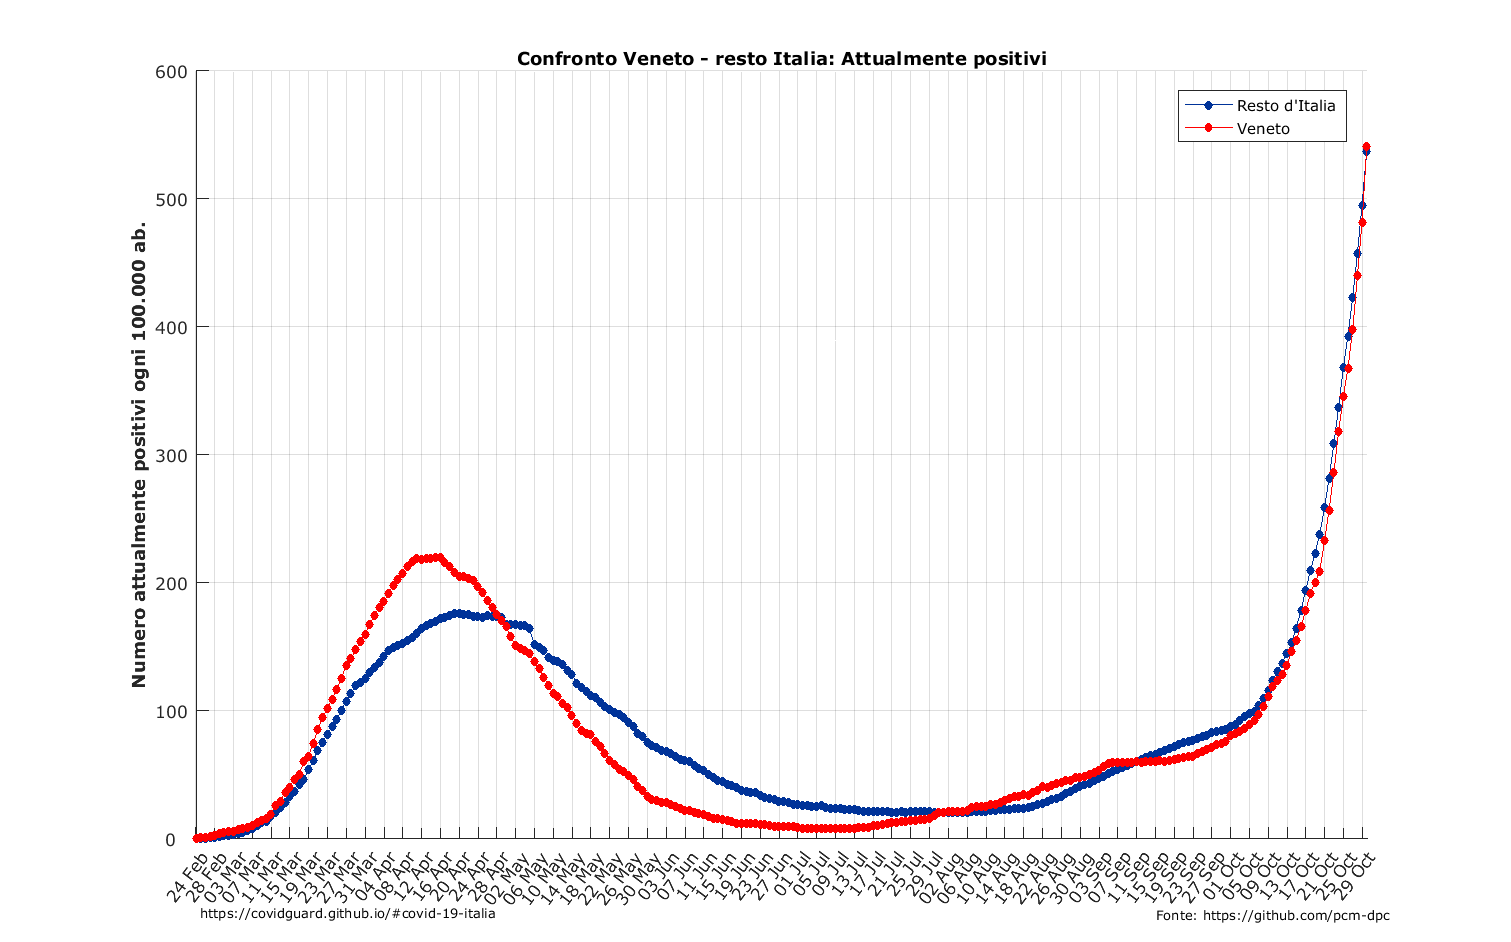 Confronto Veneto - resto Italia: Attualmente positivi
600
500
400
300
200
100
0
Numero attualmente positivi ogni 100.000 ab.
Resto d'Italia
Veneto
24 Feb
28 Feb
03 Mar
07 Mar
11 Mar
15 Mar
19 Mar
23 Mar
27 Mar
31 Mar
04 Apr
08 Apr
12 Apr
16 Apr
20 Apr
24 Apr
28 Apr
02 May
06 May
10 May
14 May
18 May
22 May
26 May
30 May
03 Jun
07 Jun
11 Jun
15 Jun
19 Jun
23 Jun
27 Jun
01 Jul
05 Jul
09 Jul
13 Jul
17 Jul
21 Jul
25 Jul
29 Jul
02 Aug
06 Aug
10 Aug
14 Aug
18 Aug
22 Aug
26 Aug
30 Aug
03 Sep
07 Sep
11 Sep
15 Sep
19 Sep
23 Sep
27 Sep
01 Oct
05 Oct
09 Oct
13 Oct
17 Oct
21 Oct
25 Oct
29 Oct
https://covidguard.github.io/#covid-19-italia
Fonte: https://github.com/pcm-dpc